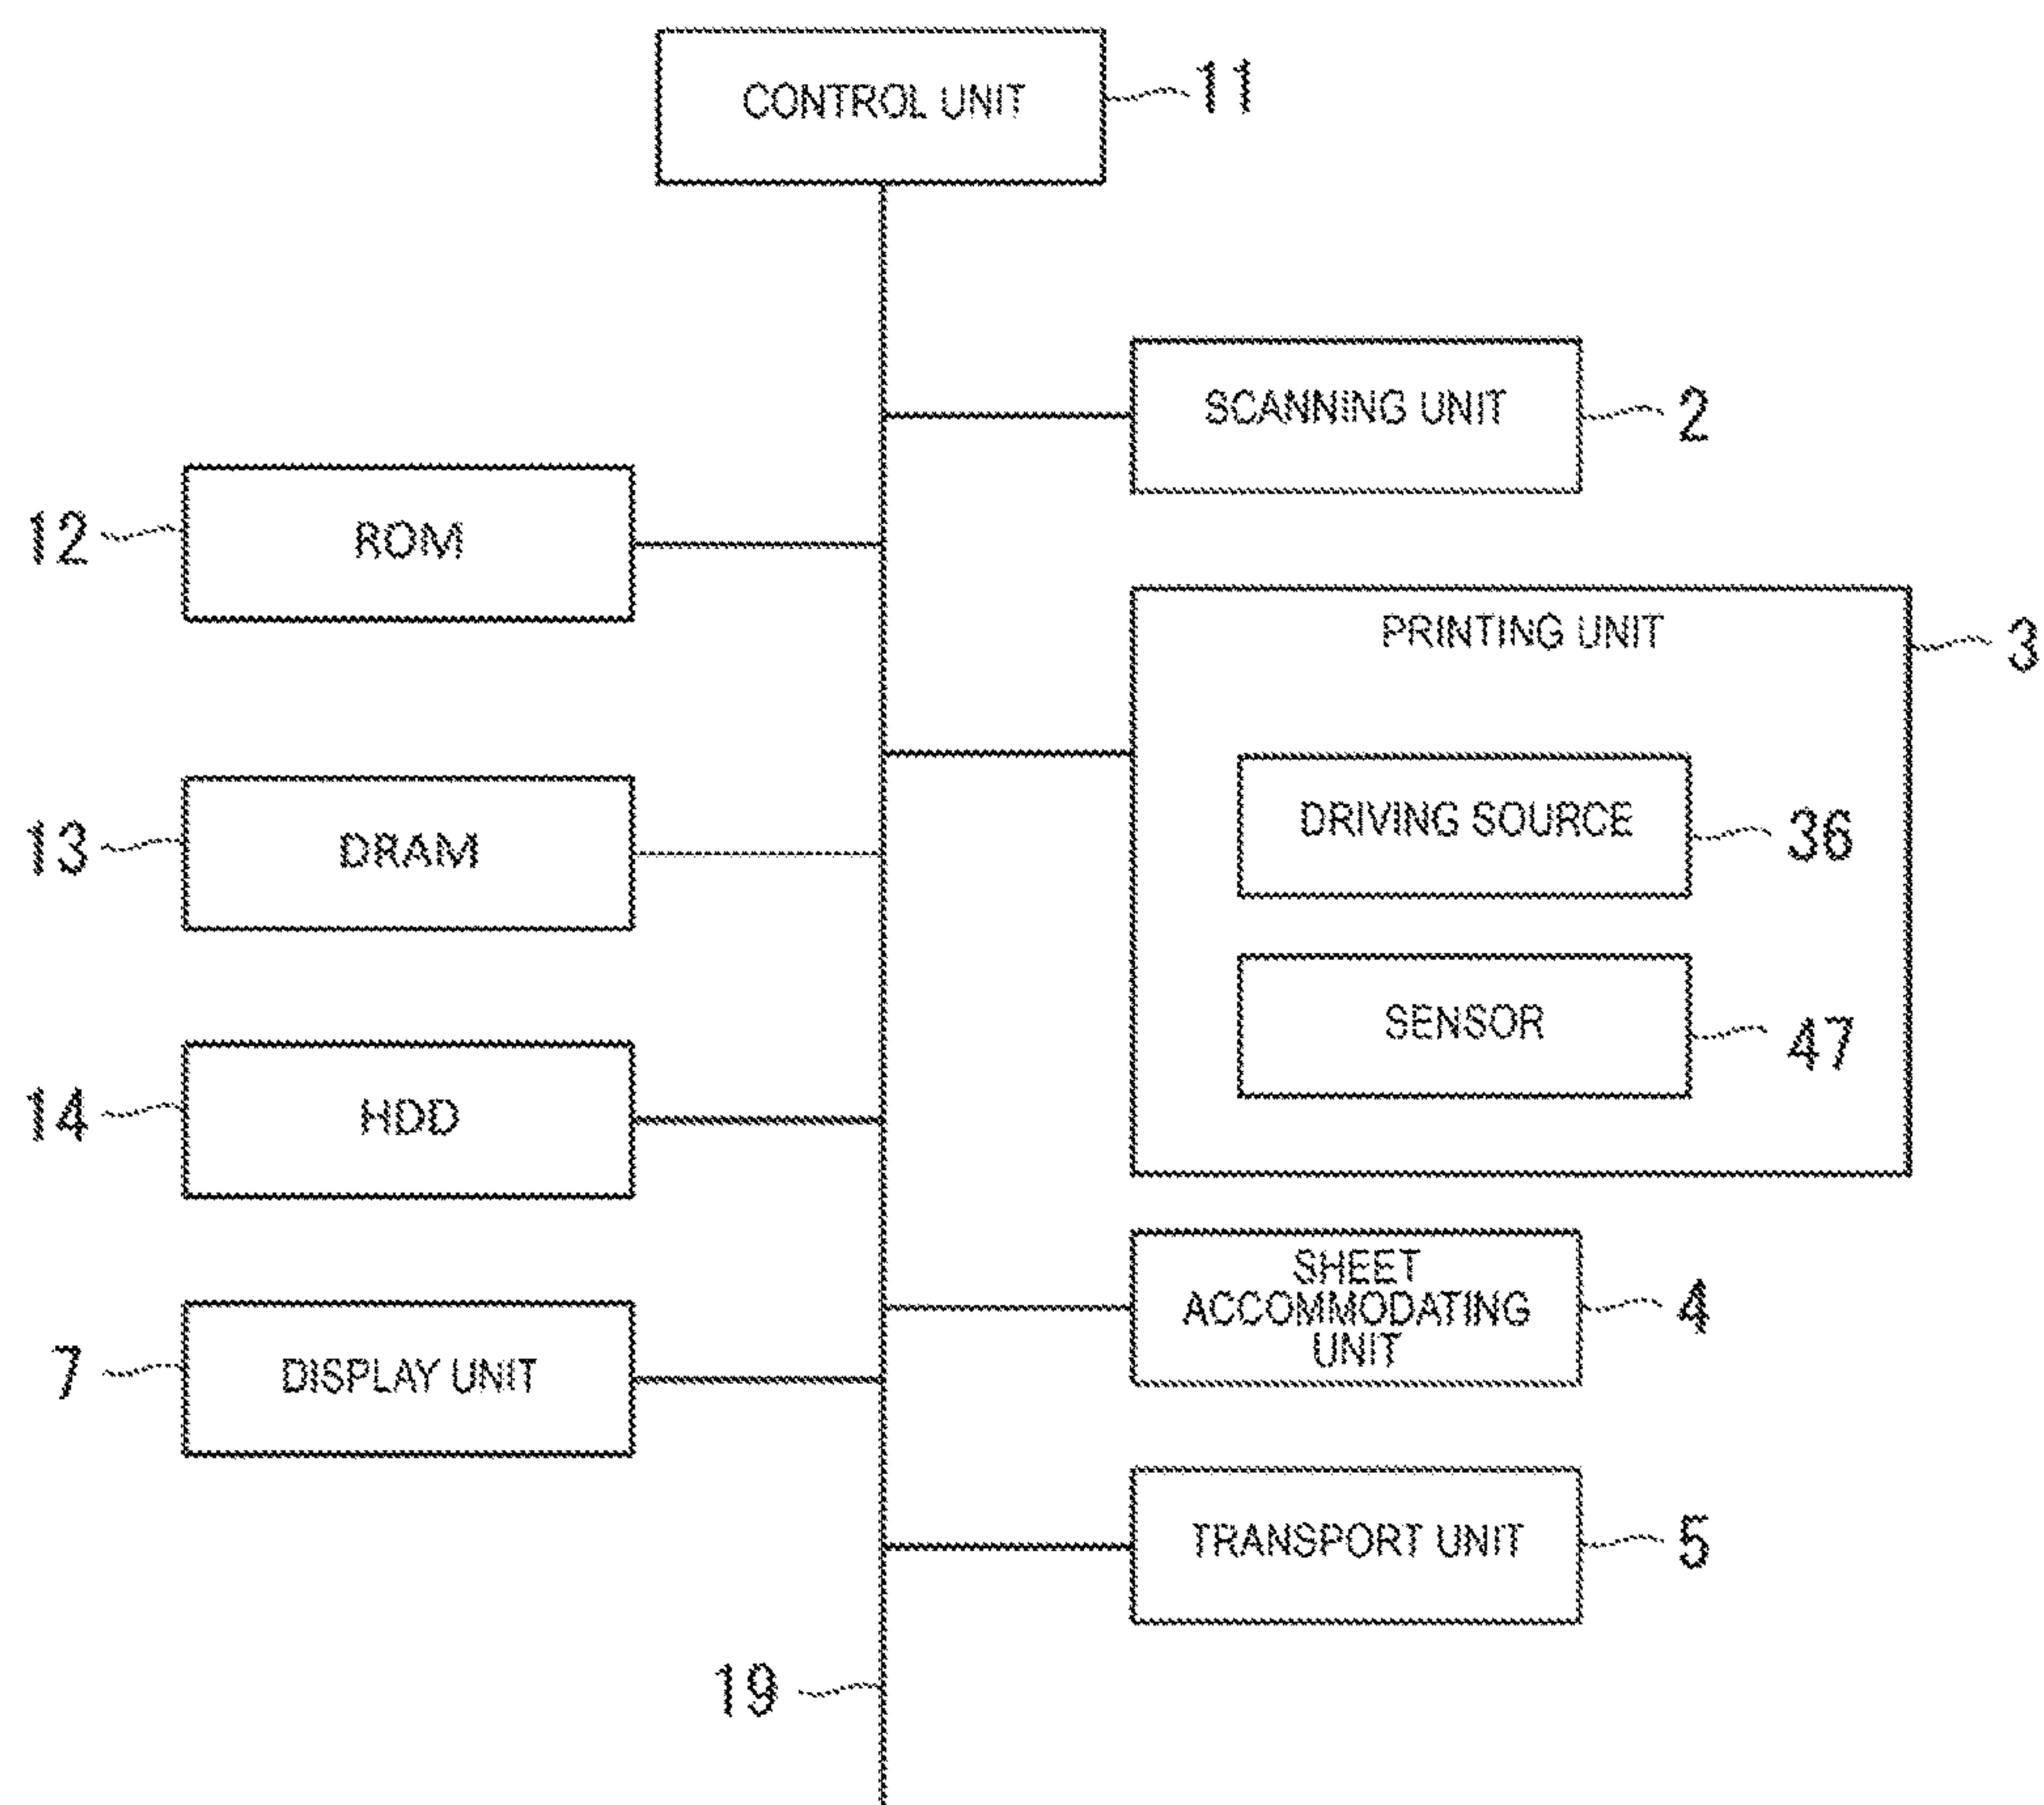 CONTROL UNIT
11
SCANNING UNIT
2
12
ROM
PRINTING UNIT
3
DRIVING SOURCE
36
13
DRAM
SENSOR
47
14
HDD
SHEET
ACCOMMODATING
UNIT
4
7
DISPLAY UNIT
TRANSPORT UNIT
5
19